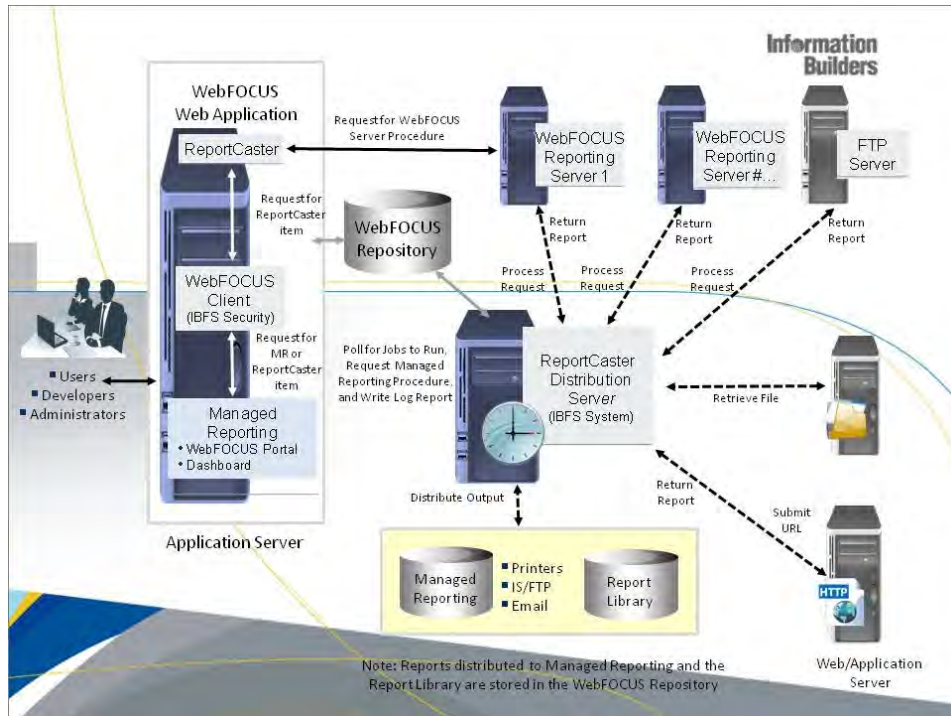 Information
Builders
WebFOCUS
Web Application
ReportCaster
Request for WebFOCUS
Server Procedure
WebFOCUS
Reporting
Server 1
WebFOCUS
Reporting
Server #...
FTP
Server
Request for
ReportCaster
item
WebFOCUS
Repository
Return
Report
Return
Report
Return
Report
Process
Request
Process
Request
Process
Request
WebFOCUS
Client
(IBFS Security)
Request for
MR or
ReportCaster
item
Poll for Jobs to Run,
Request Managed
Reporting Procedure,
and Write Log Report
ReportCaster
Distribution
Server
(IBFS System)
Retrieve File
Users
Developers
Administrators
Managed
Reporting
• WebFOCUS Portal
• Dashboard
Distribute Output
Return
Report
Submit
URL
Application Server
Managed
Reporting
Printers
IS/FTP
Email
Report
Library
HTTP
Web/Application
Server
Note: Reports distributed to Managed Reporting and the
Report Library are stored in the WebFOCUS Repository